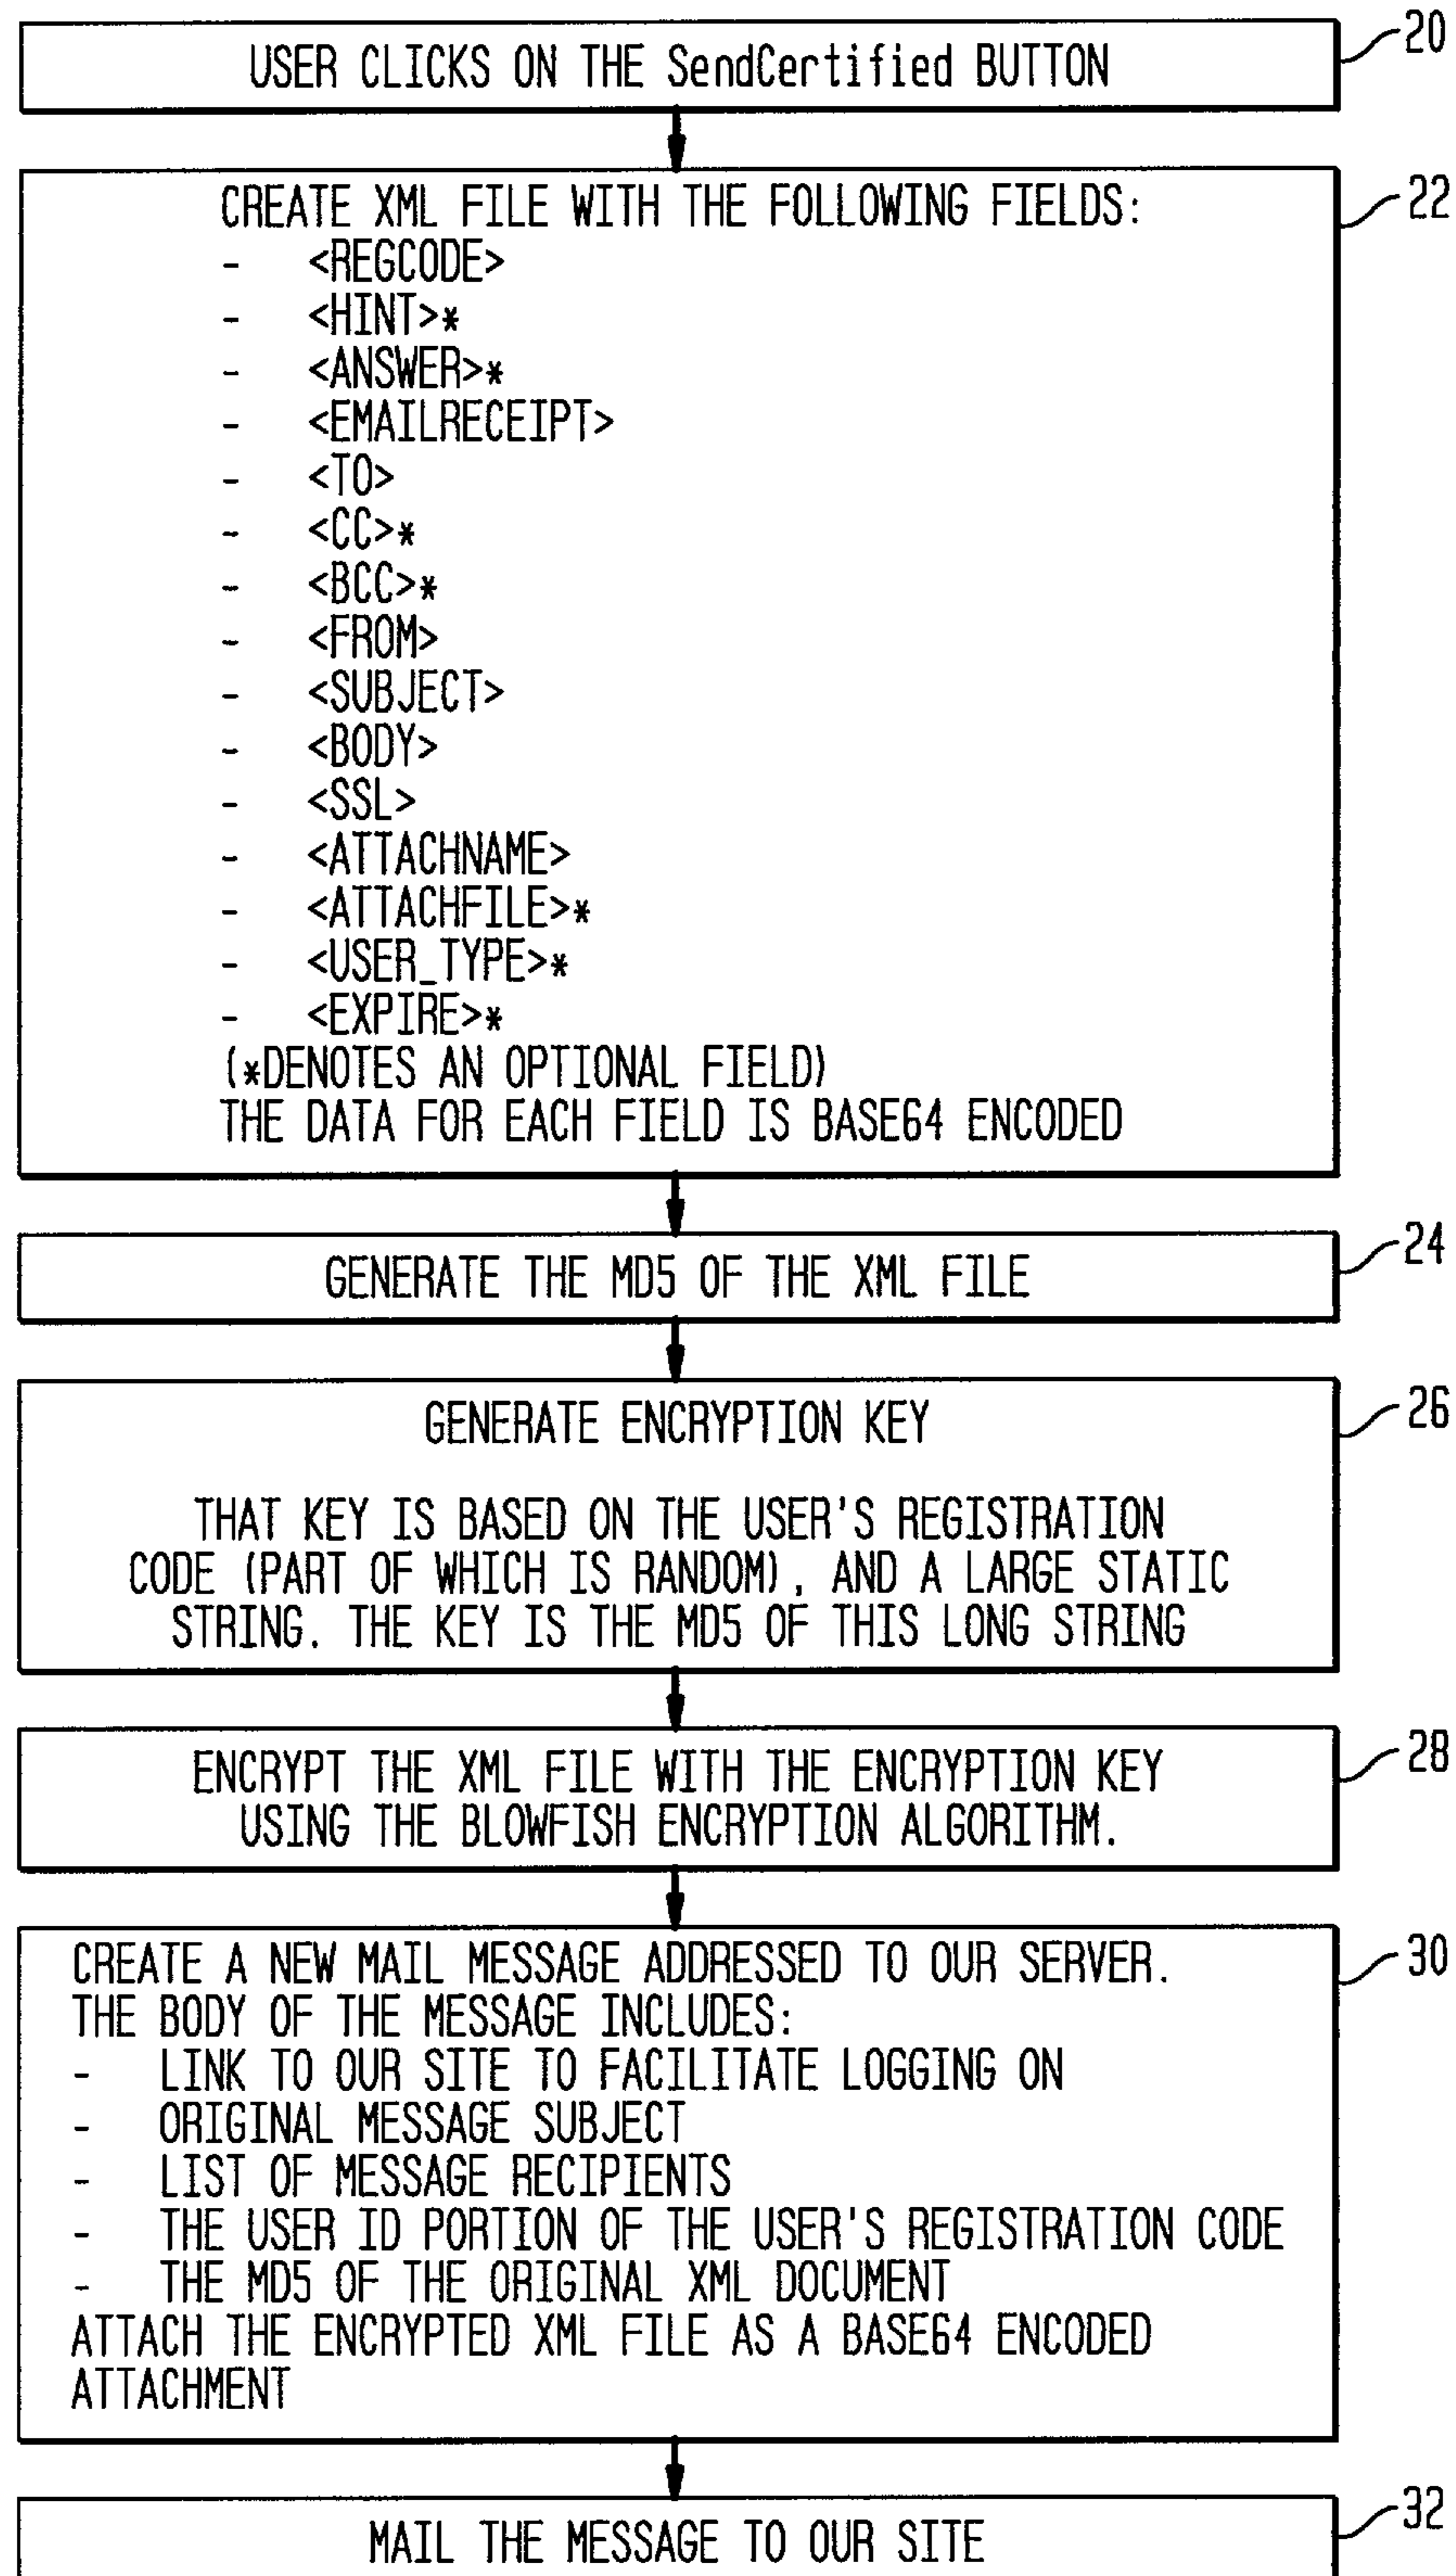 USER CLICKS ON THE SendCertified BUTTON
20
CREATE XML FILE WITH THE FOLLOWING FIELDS:
22
- <REGCODE>
- <HINT>*
- <ANSWER>*
- <EMAILRECEIPT>
- <TO>
- <CC>*
- <BCC>*
- <FROM>
- <SUBJECT>
- <BODY>
- <SSL>
- <ATTACHNAME>
- <ATTACHFILE>*
- <USER_TYPE>*
- <EXPIRE>*
(*DENOTES AN OPTIONAL FIELD)
THE DATA FOR EACH FIELD IS BASE64 ENCODED
24
GENERATE THE MD5 OF THE XML FILE
26
GENERATE ENCRYPTION KEY
THAT KEY IS BASED ON THE USER'S REGISTRATION
CODE (PART OF WHICH IS RANDOM), AND A LARGE STATIC
STRING. THE KEY IS THE MD5 OF THIS LONG STRING
28
ENCRYPT THE XML FILE WITH THE ENCRYPTION KEY
USING THE BLOWFISH ENCRYPTION ALGORITHM.
30
CREATE A NEW MAIL MESSAGE ADDRESSED TO OUR SERVER.
THE BODY OF THE MESSAGE INCLUDES:
- LINK TO OUR SITE TO FACILITATE LOGGING ON
- ORIGINAL MESSAGE SUBJECT
- LIST OF MESSAGE RECIPIENTS
- THE USER ID PORTION OF THE USER'S REGISTRATION CODE
- THE MD5 OF THE ORIGINAL XML DOCUMENT
ATTACH THE ENCRYPTED XML FILE AS A BASE64 ENCODED
ATTACHMENT
32
MAIL THE MESSAGE TO OUR SITE